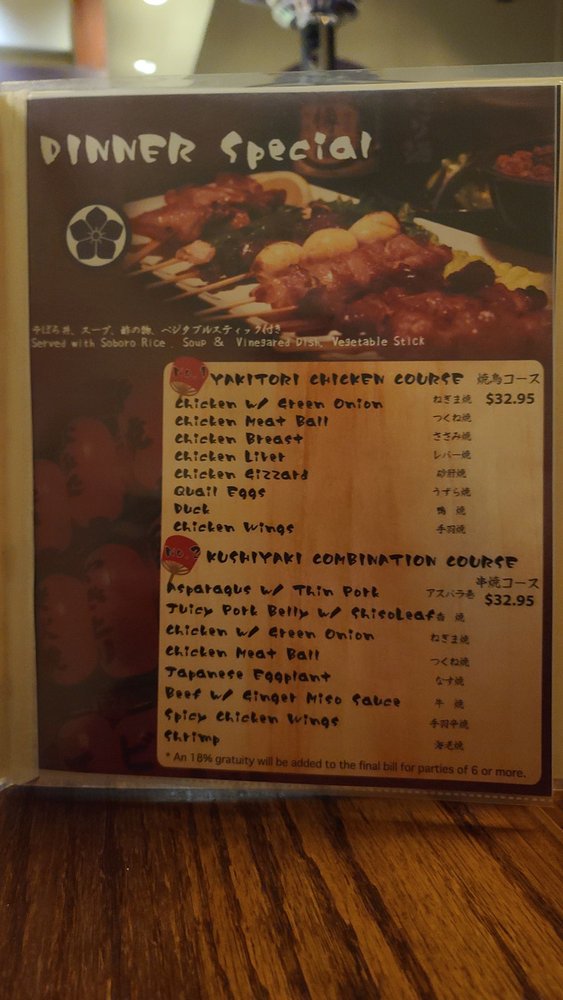 DINNER Special
そぼろ丼、スープ、酢の物、ベジタブルスティック付き
Served with Soboro Rice , Soup & Vinegared Dish, Vegetable Stick
No.1 YAKITORI CHICKEN COURSE 焼鳥コース
$32.95
Chicken w/ Green Onion ねぎま焼
Chicken Meat Ball つくね焼
Chicken Breast ささみ焼
Chicken Liver レバー焼
Chicken Gizzard 砂肝焼
Quail Eggs うずら焼
Duck 鴨 焼
Chicken Wings 手羽焼
No.2 KUSHIYAKI COMBINATION COURSE
串焼コース
$32.95
Asparagus w/ Thin Pork アスパラ巻
Juicy Pork Belly w/ ShisoLeaf 焼
Chicken w/ Green Onion ねぎま焼
Chicken Meat Ball つくね焼
Japanese Eggplant なす焼
Beef w/ Ginger Miso Sauce 牛 焼
Spicy Chicken Wings 手羽辛焼
Shrimp 海老焼
* An 18% gratuity will be added to the final bill for parties of 6 or more.